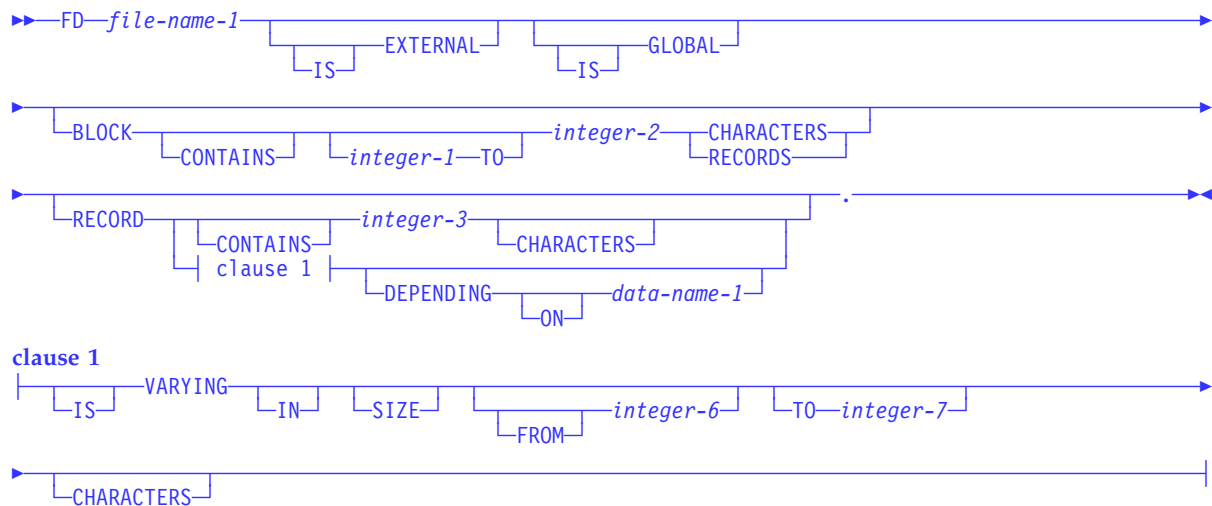 FD file-name-1 EXTERNAL GLOBAL
IS IS
BLOCK integer-2 CHARACTERS
CONTAINS integer-1 TO RECORDS
RECORD integer-3 .
CONTAINS CHARACTERS
clause 1
DEPENDING data-name-1
ON
clause 1
VARYING
IS IN SIZE integer-6 TO integer-7
FROM
CHARACTERS